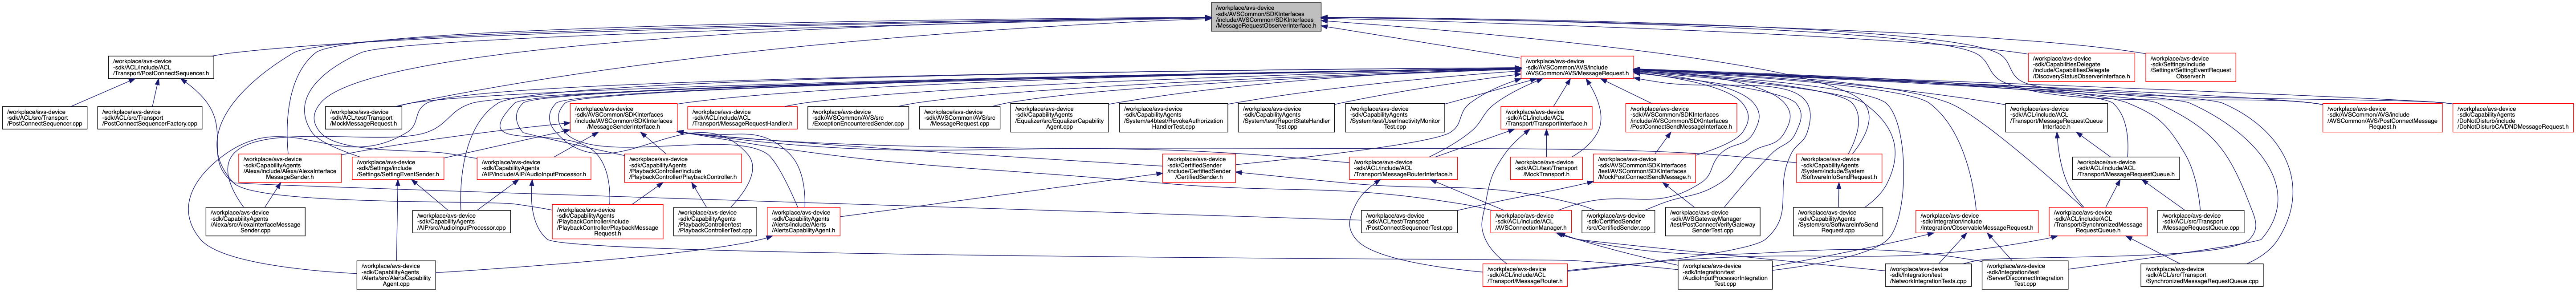 /workplace/avs-device
-sdk/AVSCommon/SDKInterfaces
/include/AVSCommon/SDKInterfaces
/MessageRequestObserverInterface.h
/workplace/avs-device
-sdk/ACL/include/ACL
/Transport/PostConnectSequencer.h
/workplace/avs-device
-sdk/AVSCommon/AVS/include
/AVSCommon/AVS/MessageRequest.h
/workplace/avs-device
-sdk/CapabilitiesDelegate
/include/CapabilitiesDelegate
/DiscoveryStatusObserverInterface.h
/workplace/avs-device
-sdk/Settings/include
/Settings/SettingEventRequest
Observer.h
/workplace/avs-device
-sdk/ACL/src/Transport
/PostConnectSequencer.cpp
/workplace/avs-device
-sdk/ACL/src/Transport
/PostConnectSequencerFactory.cpp
/workplace/avs-device
-sdk/ACL/test/Transport
/MockMessageRequest.h
/workplace/avs-device
-sdk/AVSCommon/SDKInterfaces
/include/AVSCommon/SDKInterfaces
/MessageSenderInterface.h
/workplace/avs-device
-sdk/ACL/include/ACL
/Transport/MessageRequestHandler.h
/workplace/avs-device
-sdk/AVSCommon/AVS/src
/ExceptionEncounteredSender.cpp
/workplace/avs-device
-sdk/AVSCommon/AVS/src
/MessageRequest.cpp
/workplace/avs-device
-sdk/CapabilityAgents
/Equalizer/src/EqualizerCapability
Agent.cpp
/workplace/avs-device
-sdk/CapabilityAgents
/System/a4btest/RevokeAuthorization
HandlerTest.cpp
/workplace/avs-device
-sdk/CapabilityAgents
/System/test/ReportStateHandler
Test.cpp
/workplace/avs-device
-sdk/CapabilityAgents
/System/test/UserInactivityMonitor
Test.cpp
/workplace/avs-device
-sdk/ACL/include/ACL
/Transport/TransportInterface.h
/workplace/avs-device
-sdk/AVSCommon/SDKInterfaces
/include/AVSCommon/SDKInterfaces
/PostConnectSendMessageInterface.h
/workplace/avs-device
-sdk/ACL/include/ACL
/Transport/MessageRequestQueue
Interface.h
/workplace/avs-device
-sdk/AVSCommon/AVS/include
/AVSCommon/AVS/PostConnectMessage
Request.h
/workplace/avs-device
-sdk/CapabilityAgents
/DoNotDisturb/include
/DoNotDisturbCA/DNDMessageRequest.h
/workplace/avs-device
-sdk/CapabilityAgents
/Alexa/include/Alexa/AlexaInterface
MessageSender.h
/workplace/avs-device
-sdk/Settings/include
/Settings/SettingEventSender.h
/workplace/avs-device
-sdk/CapabilityAgents
/AIP/include/AIP/AudioInputProcessor.h
/workplace/avs-device
-sdk/CapabilityAgents
/PlaybackController/include
/PlaybackController/PlaybackController.h
/workplace/avs-device
-sdk/CertifiedSender
/include/CertifiedSender
/CertifiedSender.h
/workplace/avs-device
-sdk/ACL/include/ACL
/Transport/MessageRouterInterface.h
/workplace/avs-device
-sdk/ACL/test/Transport
/MockTransport.h
/workplace/avs-device
-sdk/AVSCommon/SDKInterfaces
/test/AVSCommon/SDKInterfaces
/MockPostConnectSendMessage.h
/workplace/avs-device
-sdk/CapabilityAgents
/System/include/System
/SoftwareInfoSendRequest.h
/workplace/avs-device
-sdk/ACL/include/ACL
/Transport/MessageRequestQueue.h
/workplace/avs-device
-sdk/CapabilityAgents
/Alexa/src/AlexaInterfaceMessage
Sender.cpp
/workplace/avs-device
-sdk/CapabilityAgents
/AIP/src/AudioInputProcessor.cpp
/workplace/avs-device
-sdk/CapabilityAgents
/PlaybackController/include
/PlaybackController/PlaybackMessage
Request.h
/workplace/avs-device
-sdk/CapabilityAgents
/PlaybackController/test
/PlaybackControllerTest.cpp
/workplace/avs-device
-sdk/CapabilityAgents
/Alerts/include/Alerts
/AlertsCapabilityAgent.h
/workplace/avs-device
-sdk/ACL/test/Transport
/PostConnectSequencerTest.cpp
/workplace/avs-device
-sdk/ACL/include/ACL
/AVSConnectionManager.h
/workplace/avs-device
-sdk/CertifiedSender
/src/CertifiedSender.cpp
/workplace/avs-device
-sdk/AVSGatewayManager
/test/PostConnectVerifyGateway
SenderTest.cpp
/workplace/avs-device
-sdk/CapabilityAgents
/System/src/SoftwareInfoSend
Request.cpp
/workplace/avs-device
-sdk/Integration/include
/Integration/ObservableMessageRequest.h
/workplace/avs-device
-sdk/ACL/include/ACL
/Transport/SynchronizedMessage
RequestQueue.h
/workplace/avs-device
-sdk/ACL/src/Transport
/MessageRequestQueue.cpp
/workplace/avs-device
-sdk/CapabilityAgents
/Alerts/src/AlertsCapability
Agent.cpp
/workplace/avs-device
-sdk/ACL/include/ACL
/Transport/MessageRouter.h
/workplace/avs-device
-sdk/Integration/test
/AudioInputProcessorIntegration
Test.cpp
/workplace/avs-device
-sdk/Integration/test
/NetworkIntegrationTests.cpp
/workplace/avs-device
-sdk/Integration/test
/ServerDisconnectIntegration
Test.cpp
/workplace/avs-device
-sdk/ACL/src/Transport
/SynchronizedMessageRequestQueue.cpp